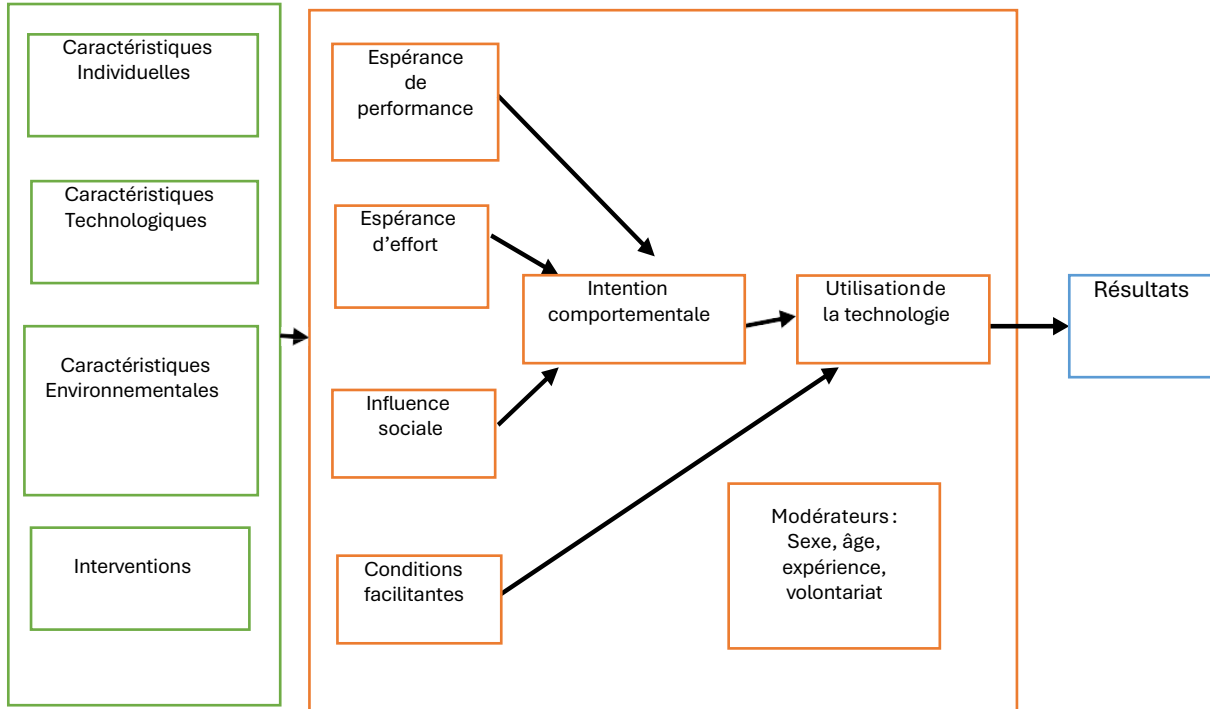 Caractéristiques
Individuelles
Caractéristiques
Technologiques
Caractéristiques
Environnementales
Interventions
Espérance
de
performance
Espérance
d’effort
Influence
sociale
Conditions
facilitantes
Intention
comportementale
Utilisation de
la technologie
Modérateurs :
Sexe, âge,
expérience,
volontariat
Résultats